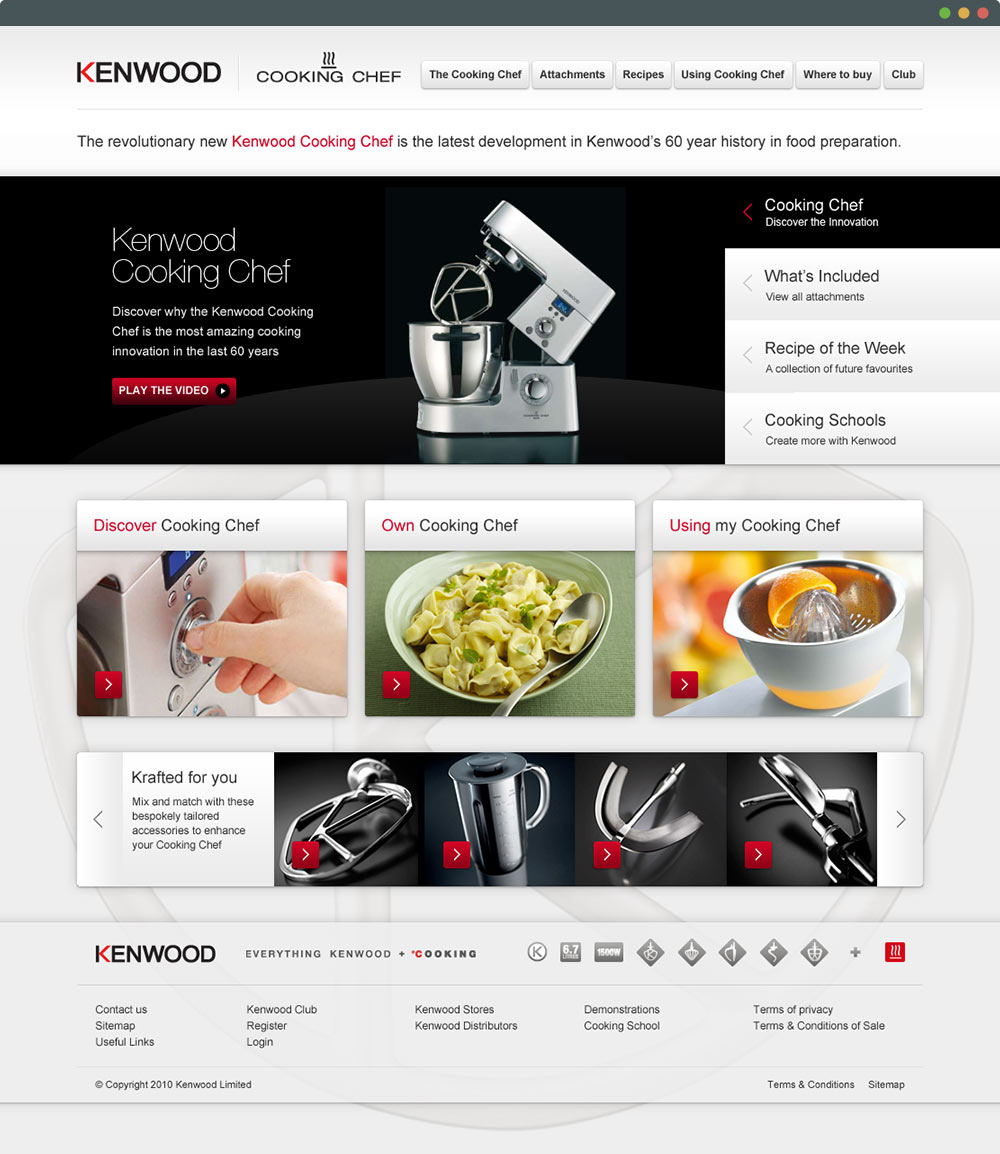 KENWOOD
COOKING CHEF
The Cooking Chef
Attachments
Recipes
Using Cooking Chef
Where to buy
Club
The revolutionary new Kenwood Cooking Chef is the latest development in Kenwood's 60 year history in food preparation.
Kenwood
Cooking Chef
Discover why the Kenwood Cooking
Chef is the most amazing cooking
innovation in the last 60 years
PLAY THE VIDEO
KENWOOD
Cooking Chef
Discover the Innovation
What's Included
View all attachments
Recipe of the Week
A collection of future favourites
Cooking Schools
Create more with Kenwood
Discover Cooking Chef
Own Cooking Chef
Using my Cooking Chef
Krafted for you
Mix and match with these
bespokely tailored
accessories to enhance
your Cooking Chef
KENWOOD
EVERYTHING KENWOOD + °COOKING
K
6.7
LITRES
1500W
+
Contact us
Sitemap
Useful Links
Kenwood Club
Register
Login
Kenwood Stores
Kenwood Distributors
Demonstrations
Cooking School
Terms of privacy
Terms & Conditions of Sale
© Copyright 2010 Kenwood Limited
Terms & Conditions
Sitemap